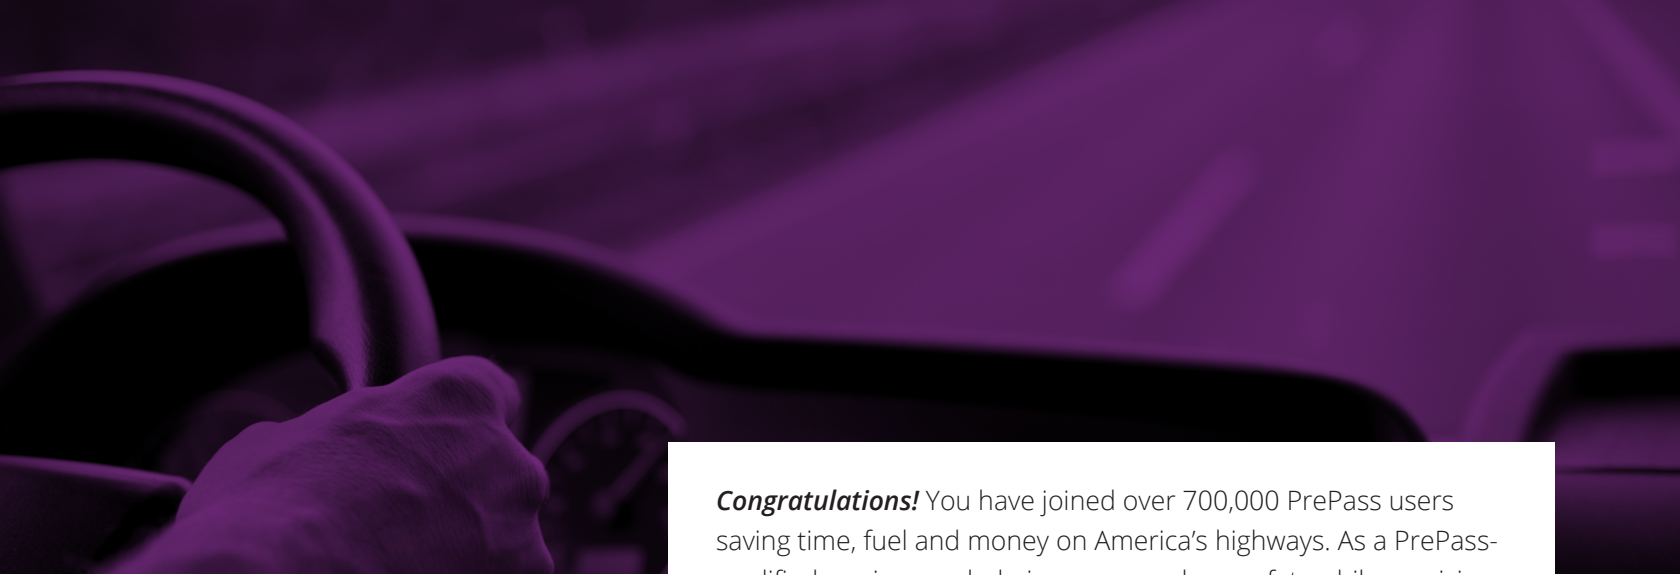 Congratulations! You have joined over 700,000 PrePass users
saving time, fuel and money on America’s highways. As a PrePass-